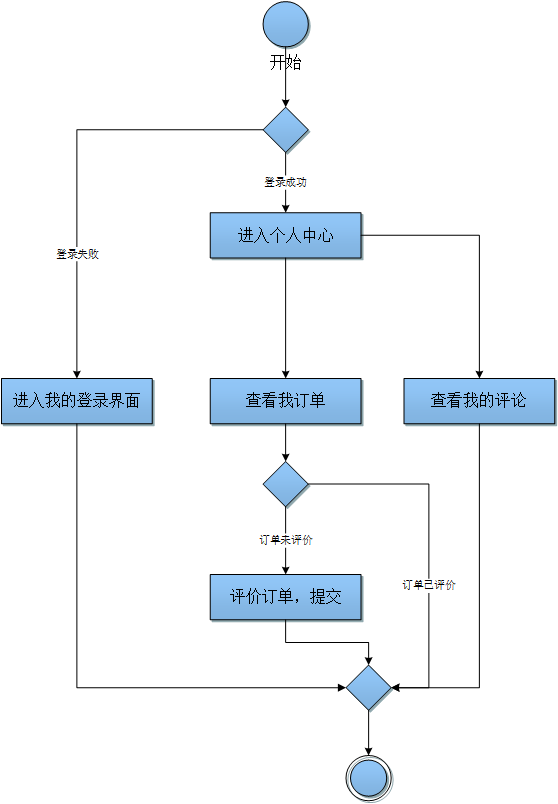 开始
登录成功
进入个人中心
登录失败
进入我的登录界面
查看我订单
查看我的评论
订单未评价
订单已评价
评价订单，提交